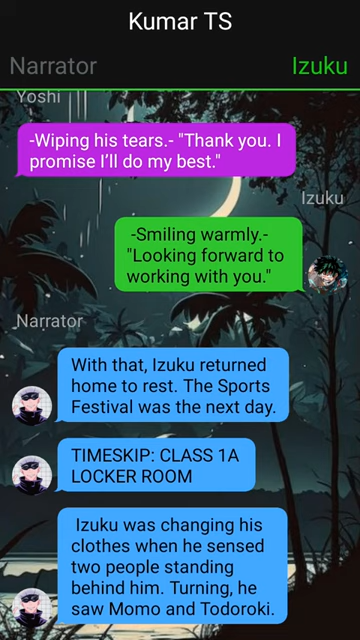 Kumar TS
Narrator
Izuku
Yoshi
-Wiping his tears.- "Thank you. I
promise I'll do my best."
Izuku
-Smiling warmly.-
"Looking forward to
working with you."
Narrator
With that, Izuku returned
home to rest. The Sports
Festival was the next day.
TIMESKIP: CLASS 1A
LOCKER ROOM
Izuku was changing his
clothes when he sensed
two people standing
behind him. Turning, he
saw Momo and Todoroki.